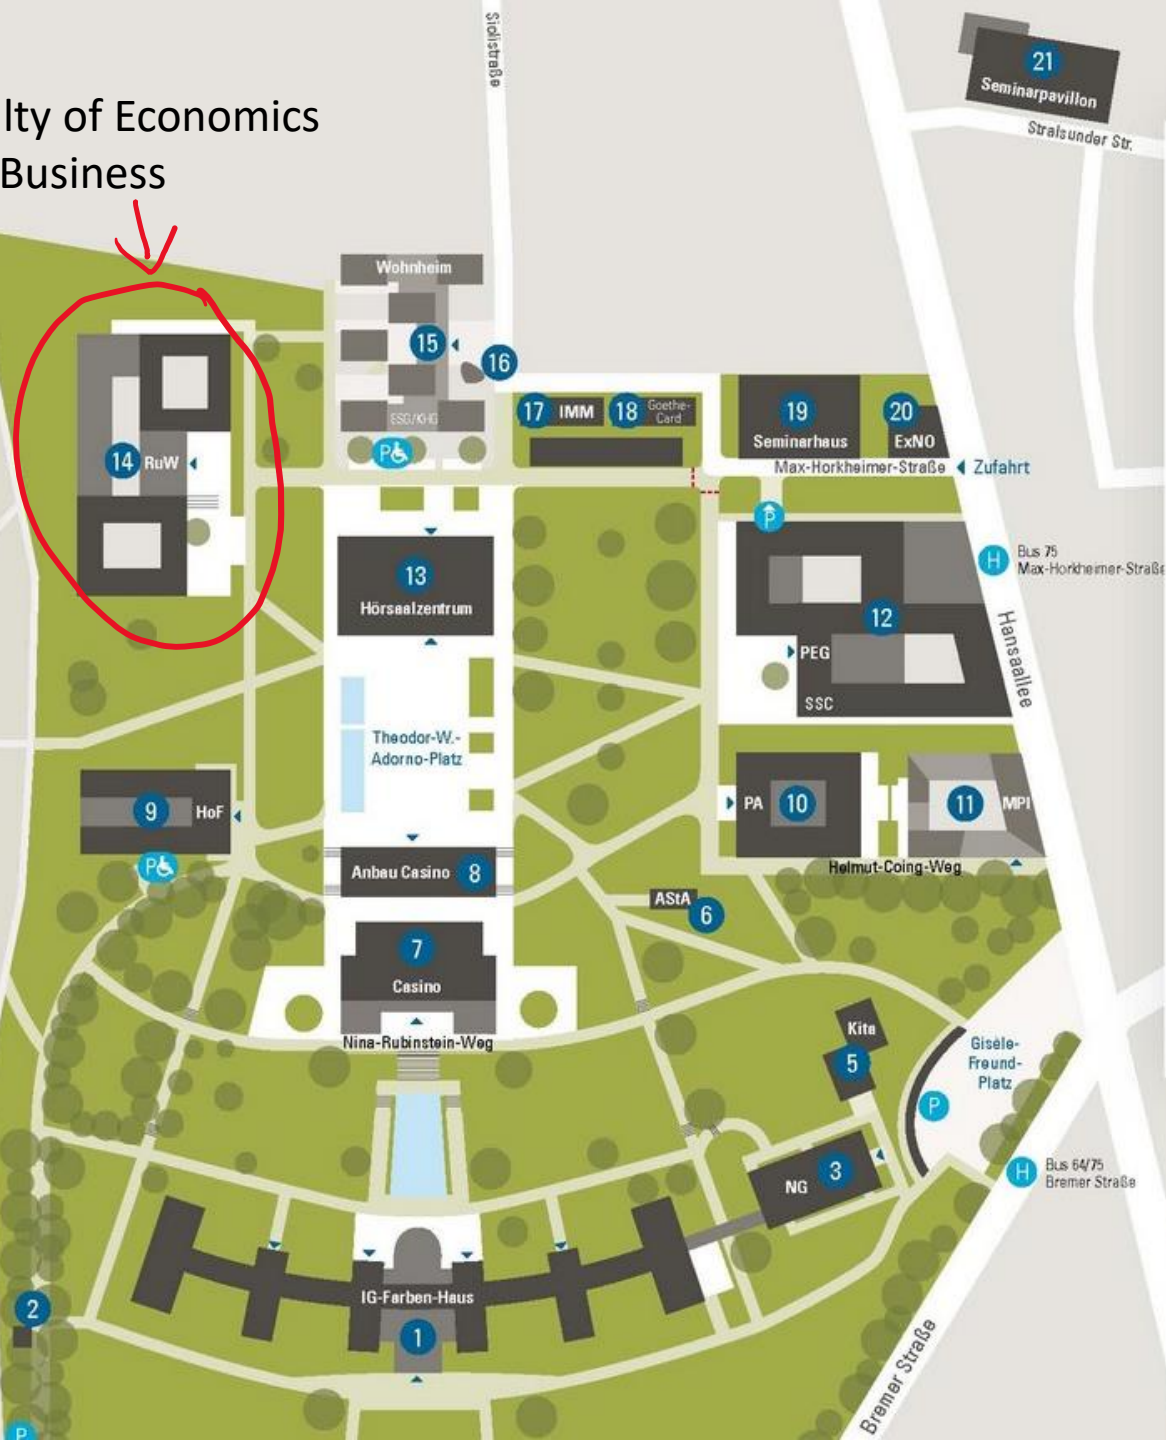 Siolistraße
21
Seminarpavillon
Stralsunder Str.
lty of Economics
Business
Wohnheim
15
16
ESG/KHG
P
17 IMM
18 Goethe-
Card
19
Seminarhaus
20
ExNO
Max-Horkheimer-Straße
Zufahrt
14 RuW
P
H
Bus 75
Max-Horkheimer-Straße
13
Hörsaalzentrum
12
PEG
SSC
Hansaallee
Theodor-W.-
Adorno-Platz
9 HoF
P
PA 10
11 MPI
Helmut-Coing-Weg
Anbau Casino 8
AStA
6
7
Casino
Nina-Rubinstein-Weg
Kita
5
Gisèle-
Freund-
Platz
P
3
NG
H
Bus 64/75
Bremer Straße
IG-Farben-Haus
1
2
Bremer Straße
P